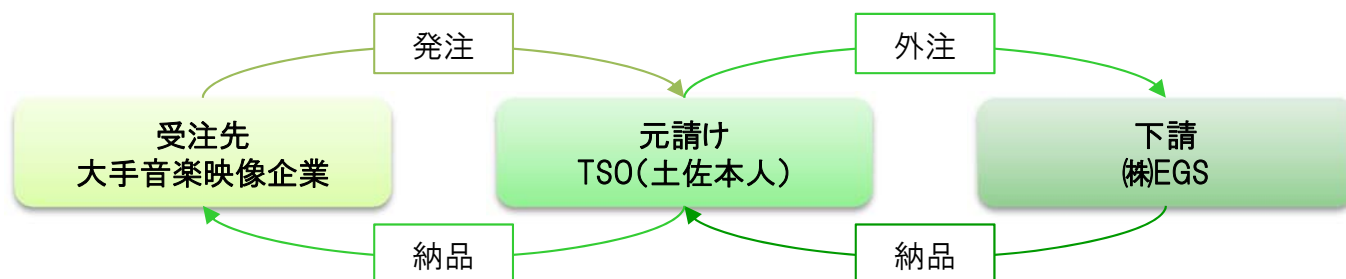 発注
外注
受注先
大手音楽映像企業
元請け
TSO(土佐本人)
下請
㈱EGS
納品
納品